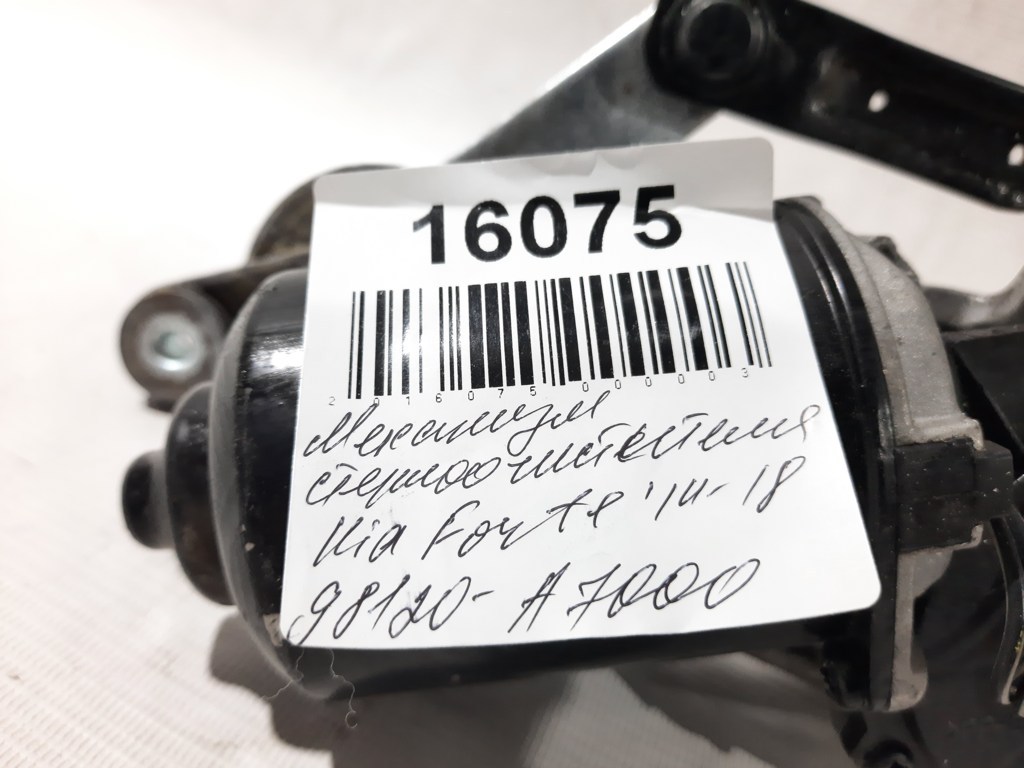 16075
2016075000003
Механизм
стеклоочистителя
Kia Forte '14-18
98120- A7000